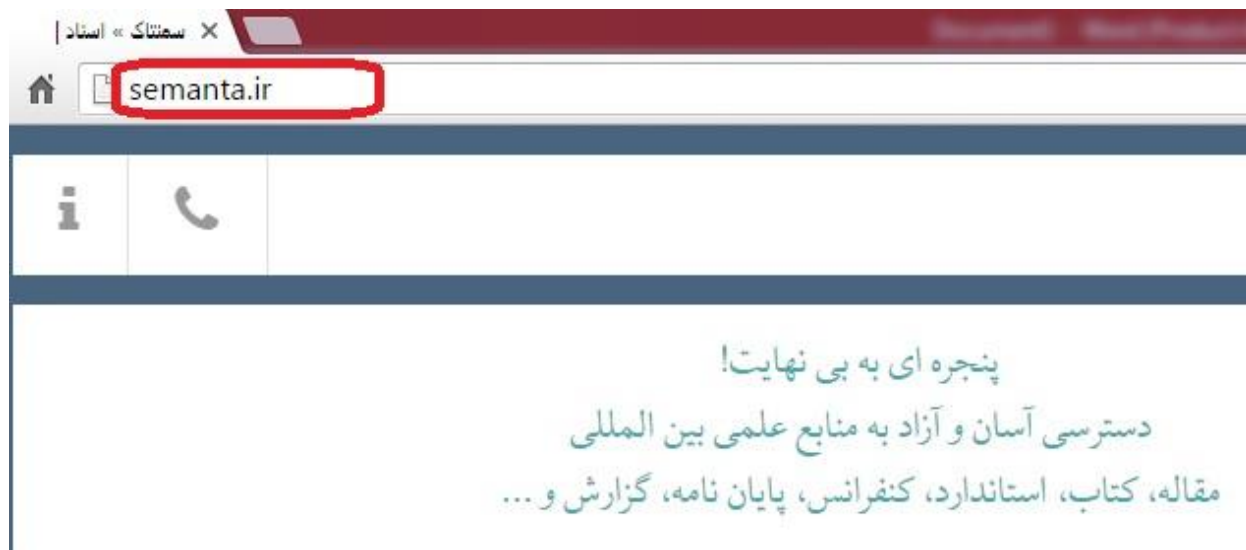 سمنتاک » اسناد |
semanta.ir
پنجره ای به بی نهایت!
دسترسی آسان و آزاد به منابع علمی بین المللی
مقاله، کتاب، استاندارد، کنفرانس، پایان نامه، گزارش و ...